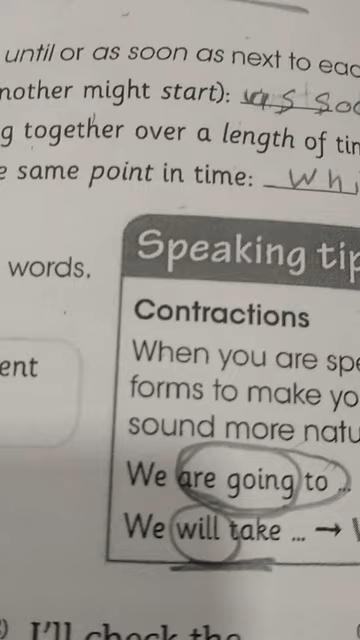 until or as soon as next to eac
nother might start): as soo
g together over a length of tim
e same point in time: whi
words.
ent
Speaking tip
Contractions
When you are spe
forms to make yo
sound more natu
We are going to ...
We will take ... →
I'll check the